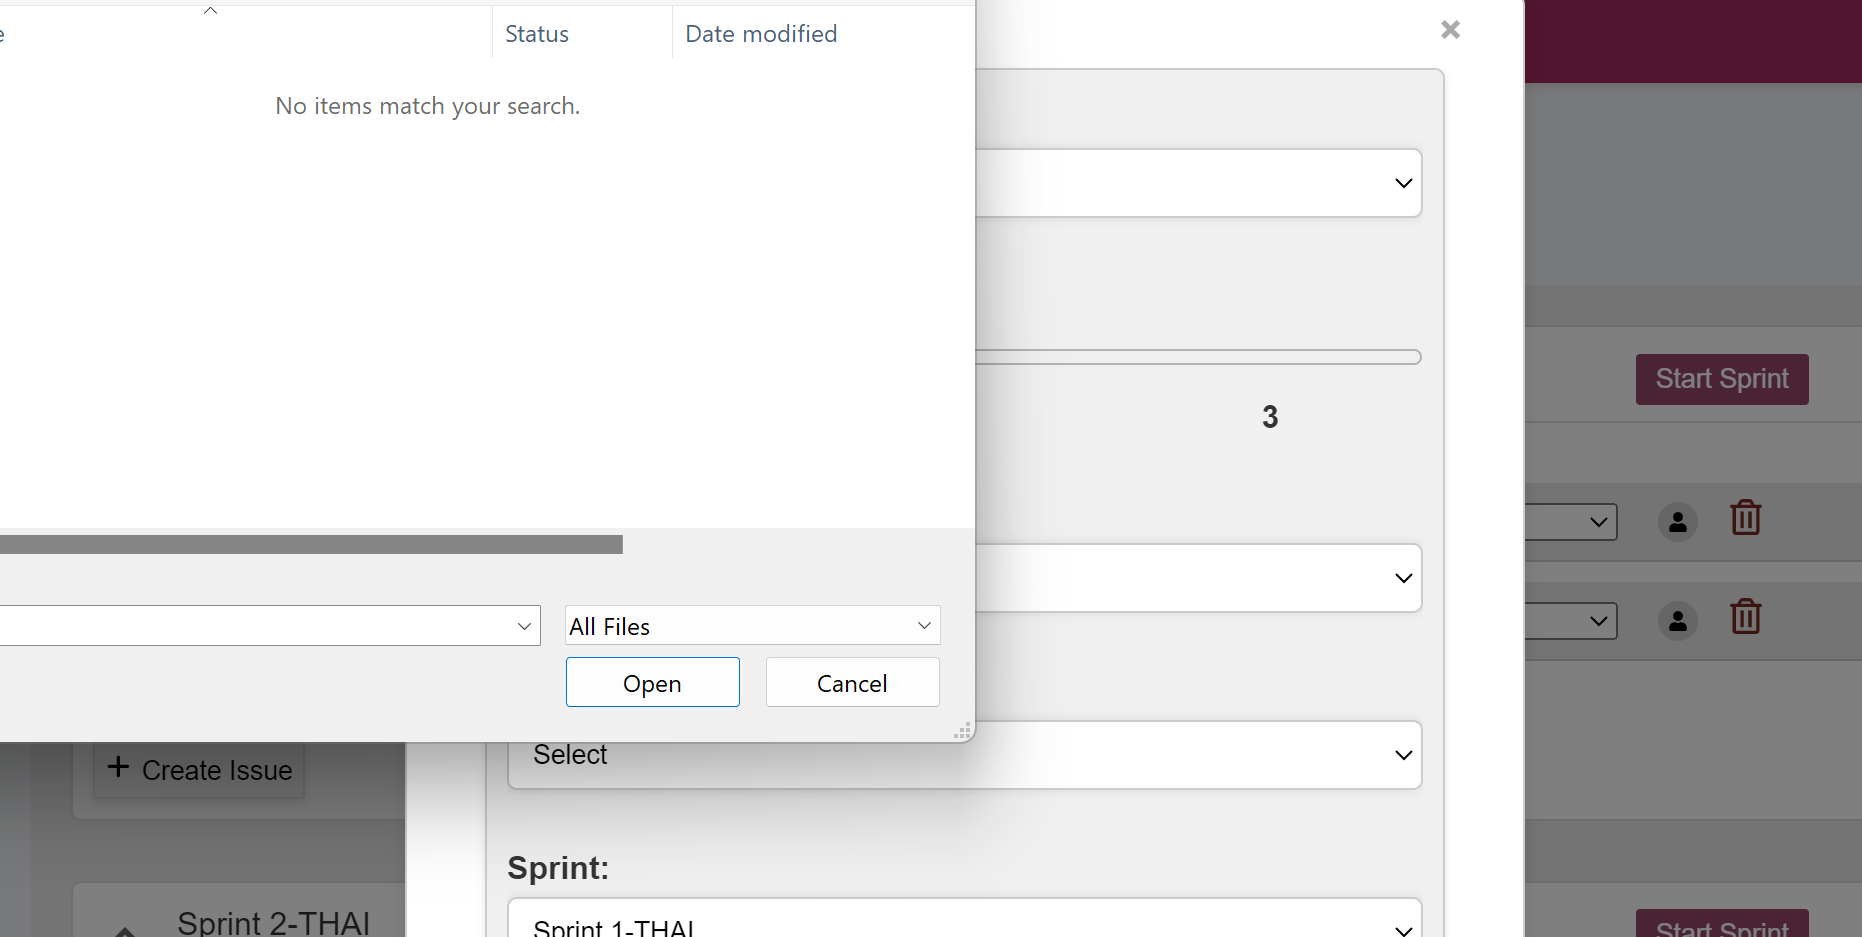 Status
Date modified
No items match your search.
All Files
Open
Cancel
3
Start Sprint
Select
Create Issue
Sprint:
Sprint 1-THAI
Sprint 2-THAI
Start Sprint